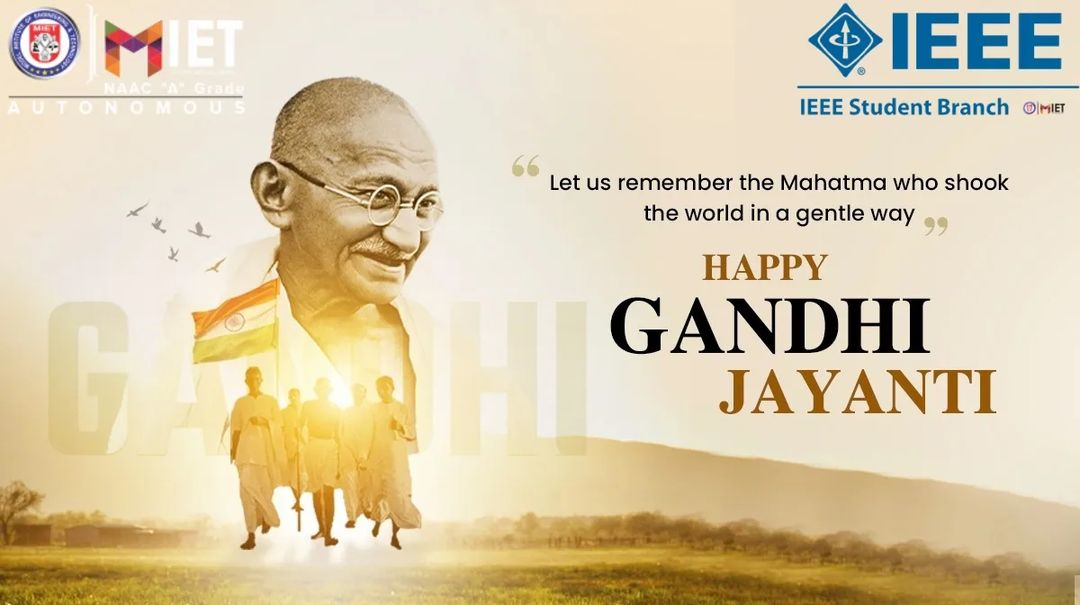 MIET
NAAC "A" Grade
AUTONOMOUS
IEEE
IEEE Student Branch
MIET
“ Let us remember the Mahatma who shook
the world in a gentle way ”
HAPPY
GANDHI
JAYANTI
GANDHI